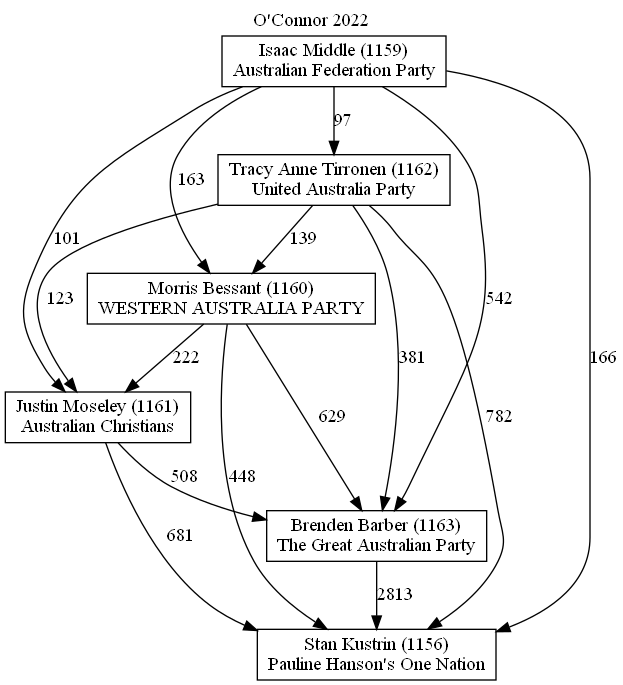 O'Connor 2022
Isaac Middle (1159)
Australian Federation Party
97
Tracy Anne Tirronen (1162)
United Australia Party
163
101
139
123
Morris Bessant (1160)
WESTERN AUSTRALIA PARTY
542
222
381
166
Justin Moseley (1161)
Australian Christians
629
782
508
448
Brenden Barber (1163)
The Great Australian Party
681
2813
Stan Kustrin (1156)
Pauline Hanson's One Nation